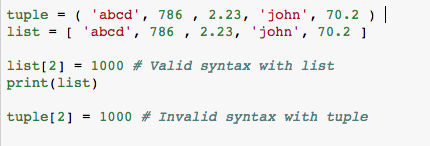 tuple = ( 'abcd', 786 , 2.23, 'john', 70.2 )
list = [ 'abcd', 786 , 2.23, 'john', 70.2 ]
list[2] = 1000 # Valid syntax with list
print(list)
tuple[2] = 1000 # Invalid syntax with tuple